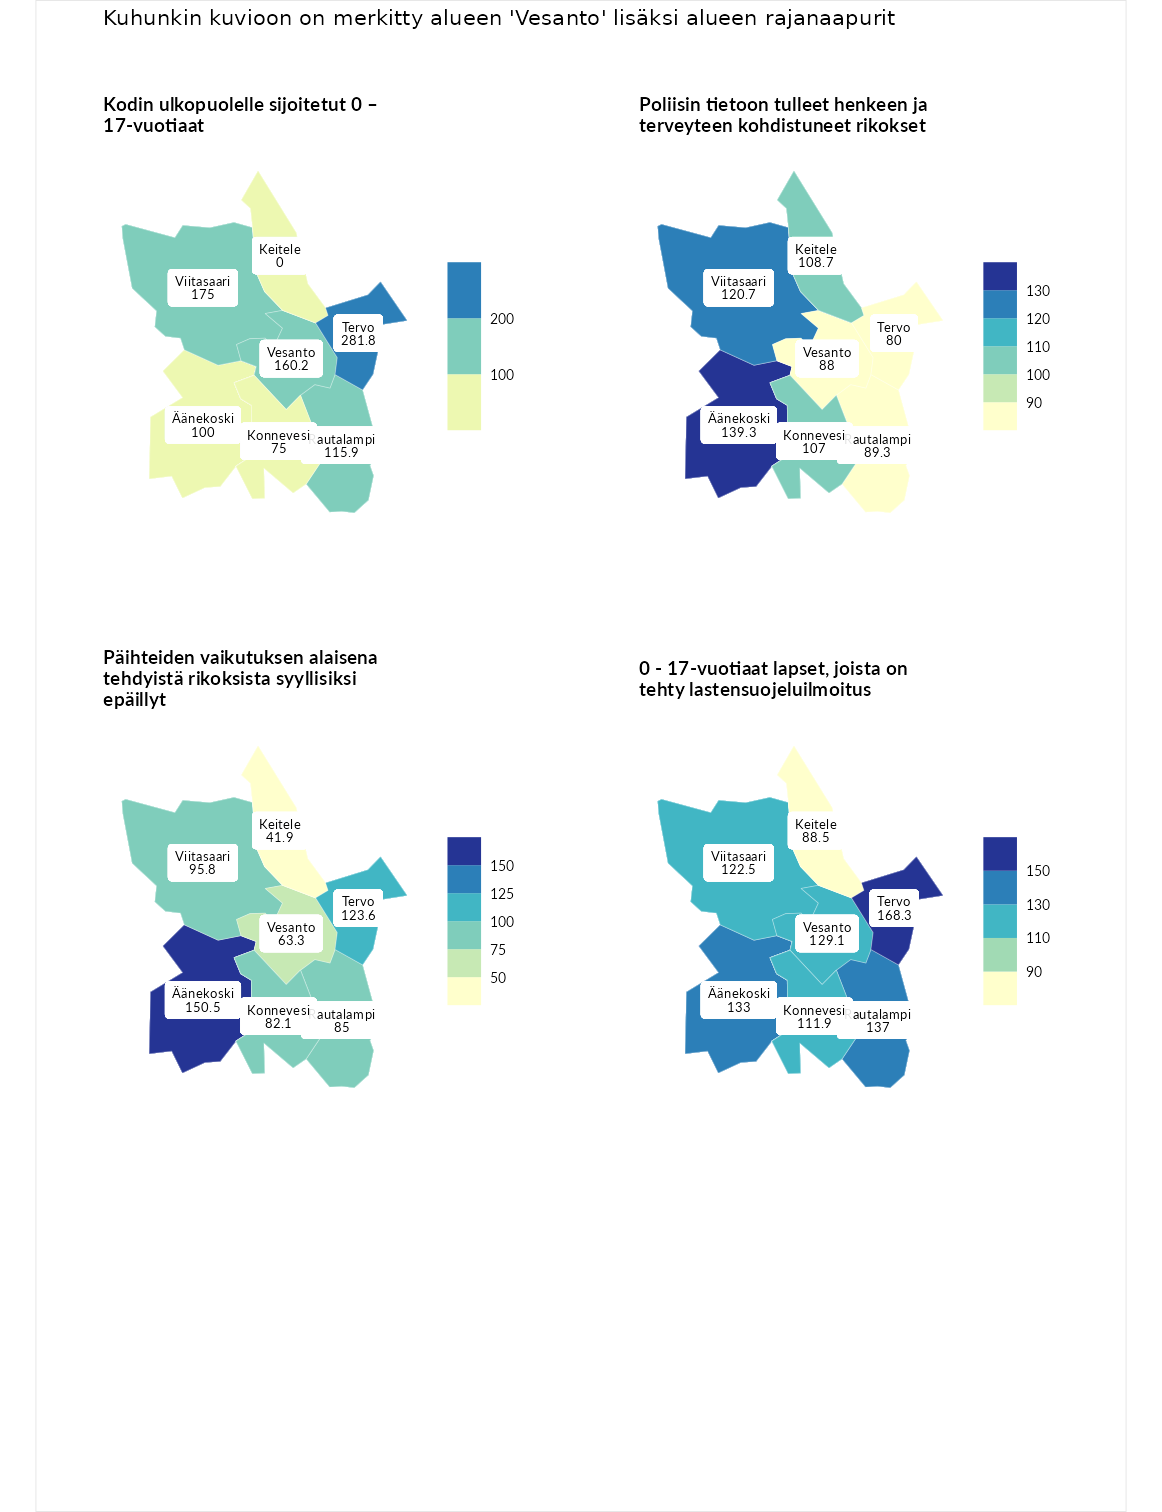 Kuhunkin kuvioon on merkitty alueen 'Vesanto' lisäksi alueen rajanaapurit
Kodin ulkopuolelle sijoitetut 0 –
17-vuotiaat
Keitele
0
Viitasaari
175
Tervo
281.8
Vesanto
160.2
Äänekoski
100
Konnevesi
75
autalampi
115.9
200
100
Poliisin tietoon tulleet henkeen ja
terveyteen kohdistuneet rikokset
Keitele
108.7
Viitasaari
120.7
Tervo
80
Vesanto
88
Äänekoski
139.3
Konnevesi
107
autalampi
89.3
130
120
110
100
90
Päihteiden vaikutuksen alaisena
tehdyistä rikoksista syyllisiksi
epäillyt
Keitele
41.9
Viitasaari
95.8
Tervo
123.6
Vesanto
63.3
Äänekoski
150.5
Konnevesi
82.1
autalampi
85
150
125
100
75
50
0 - 17-vuotiaat lapset, joista on
tehty lastensuojeluilmoitus
Keitele
88.5
Viitasaari
122.5
Tervo
168.3
Vesanto
129.1
Äänekoski
133
Konnevesi
111.9
autalampi
137
150
130
110
90